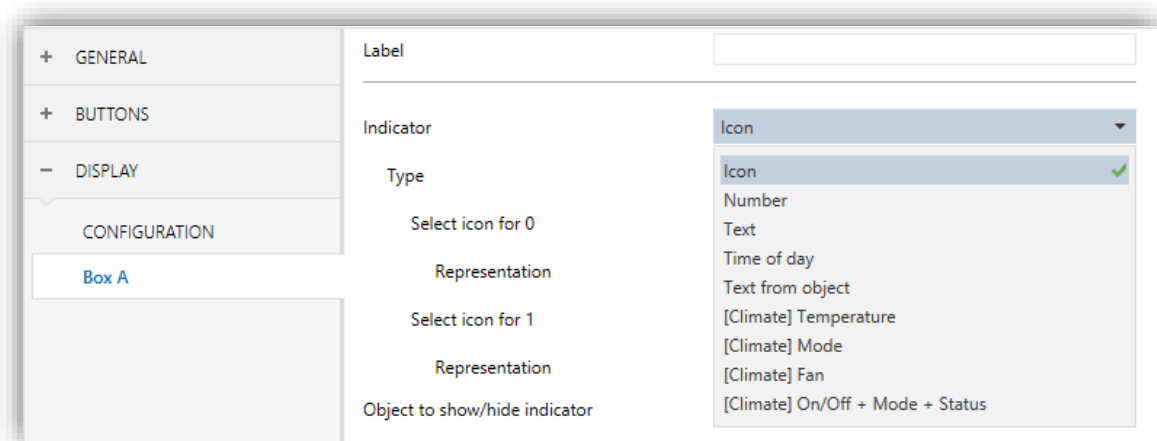 + GENERAL
+ BUTTONS
− DISPLAY
CONFIGURATION
Box A
Label
Indicator
Icon
Type
Select icon for 0
Representation
Select icon for 1
Representation
Object to show/hide indicator
Icon
Number
Text
Time of day
Text from object
[Climate] Temperature
[Climate] Mode
[Climate] Fan
[Climate] On/Off + Mode + Status